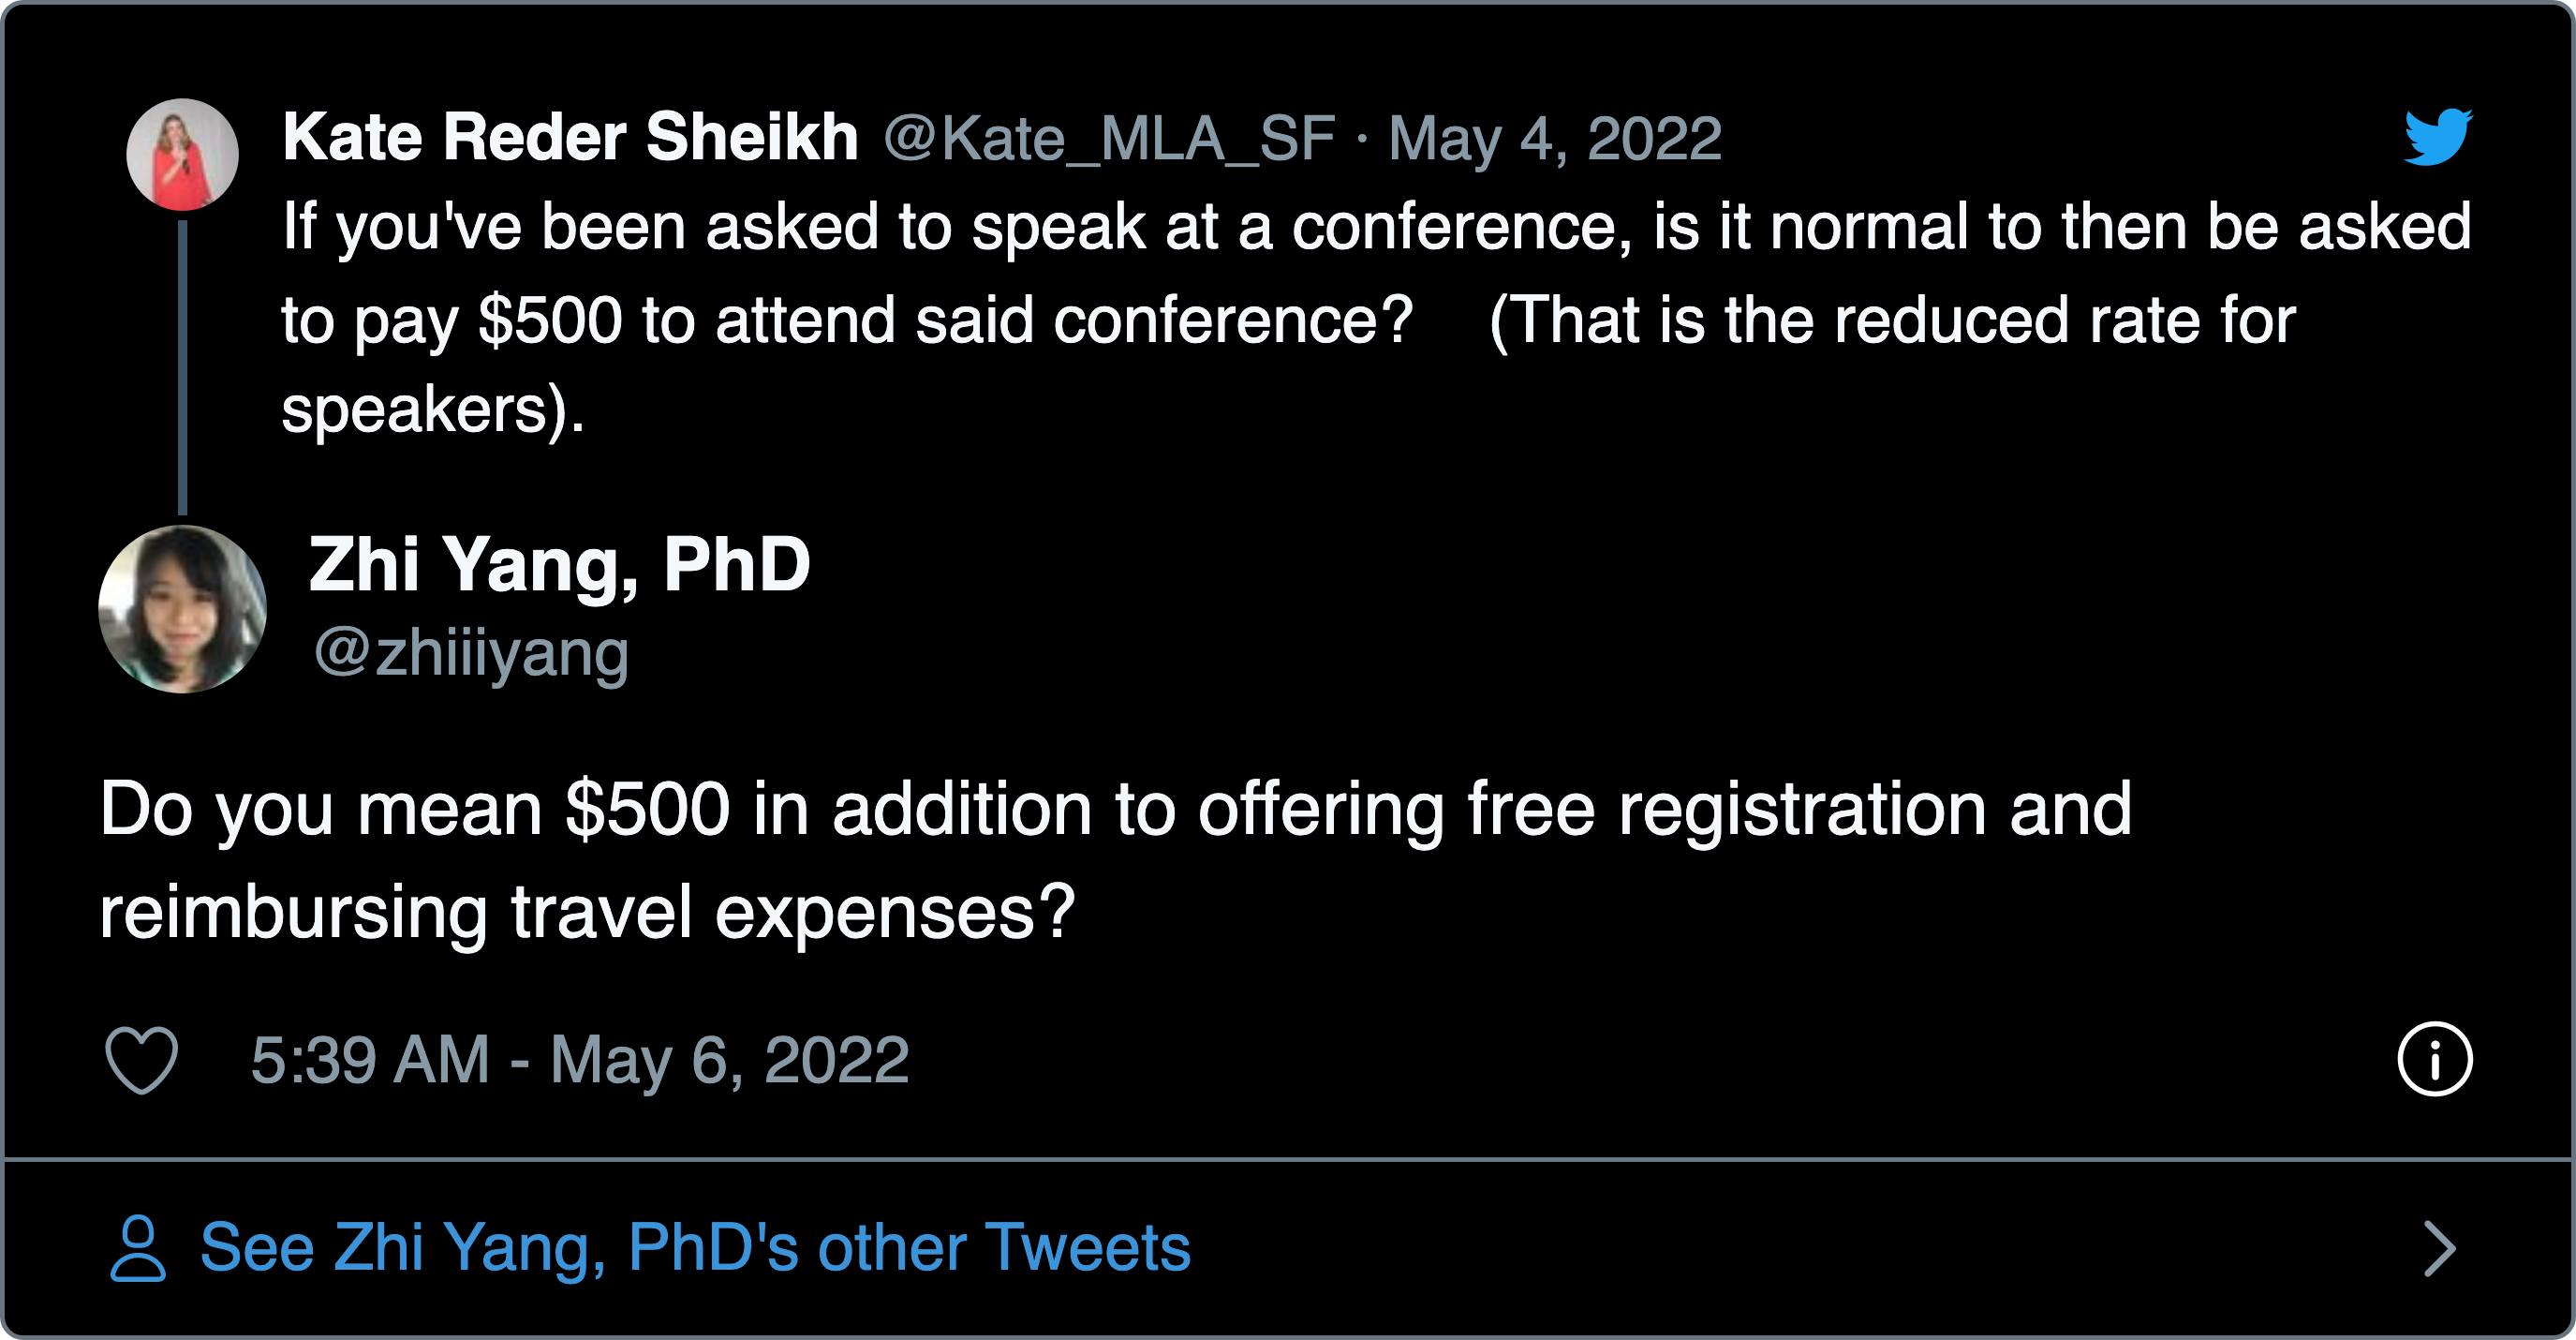 Kate Reder Sheikh @Kate_MLA_SF · May 4, 2022
If you've been asked to speak at a conference, is it normal to then be asked
to pay $500 to attend said conference? (That is the reduced rate for
speakers).
Zhi Yang, PhD
@zhiiiyang
Do you mean $500 in addition to offering free registration and
reimbursing travel expenses?
5:39 AM - May 6, 2022
See Zhi Yang, PhD's other Tweets